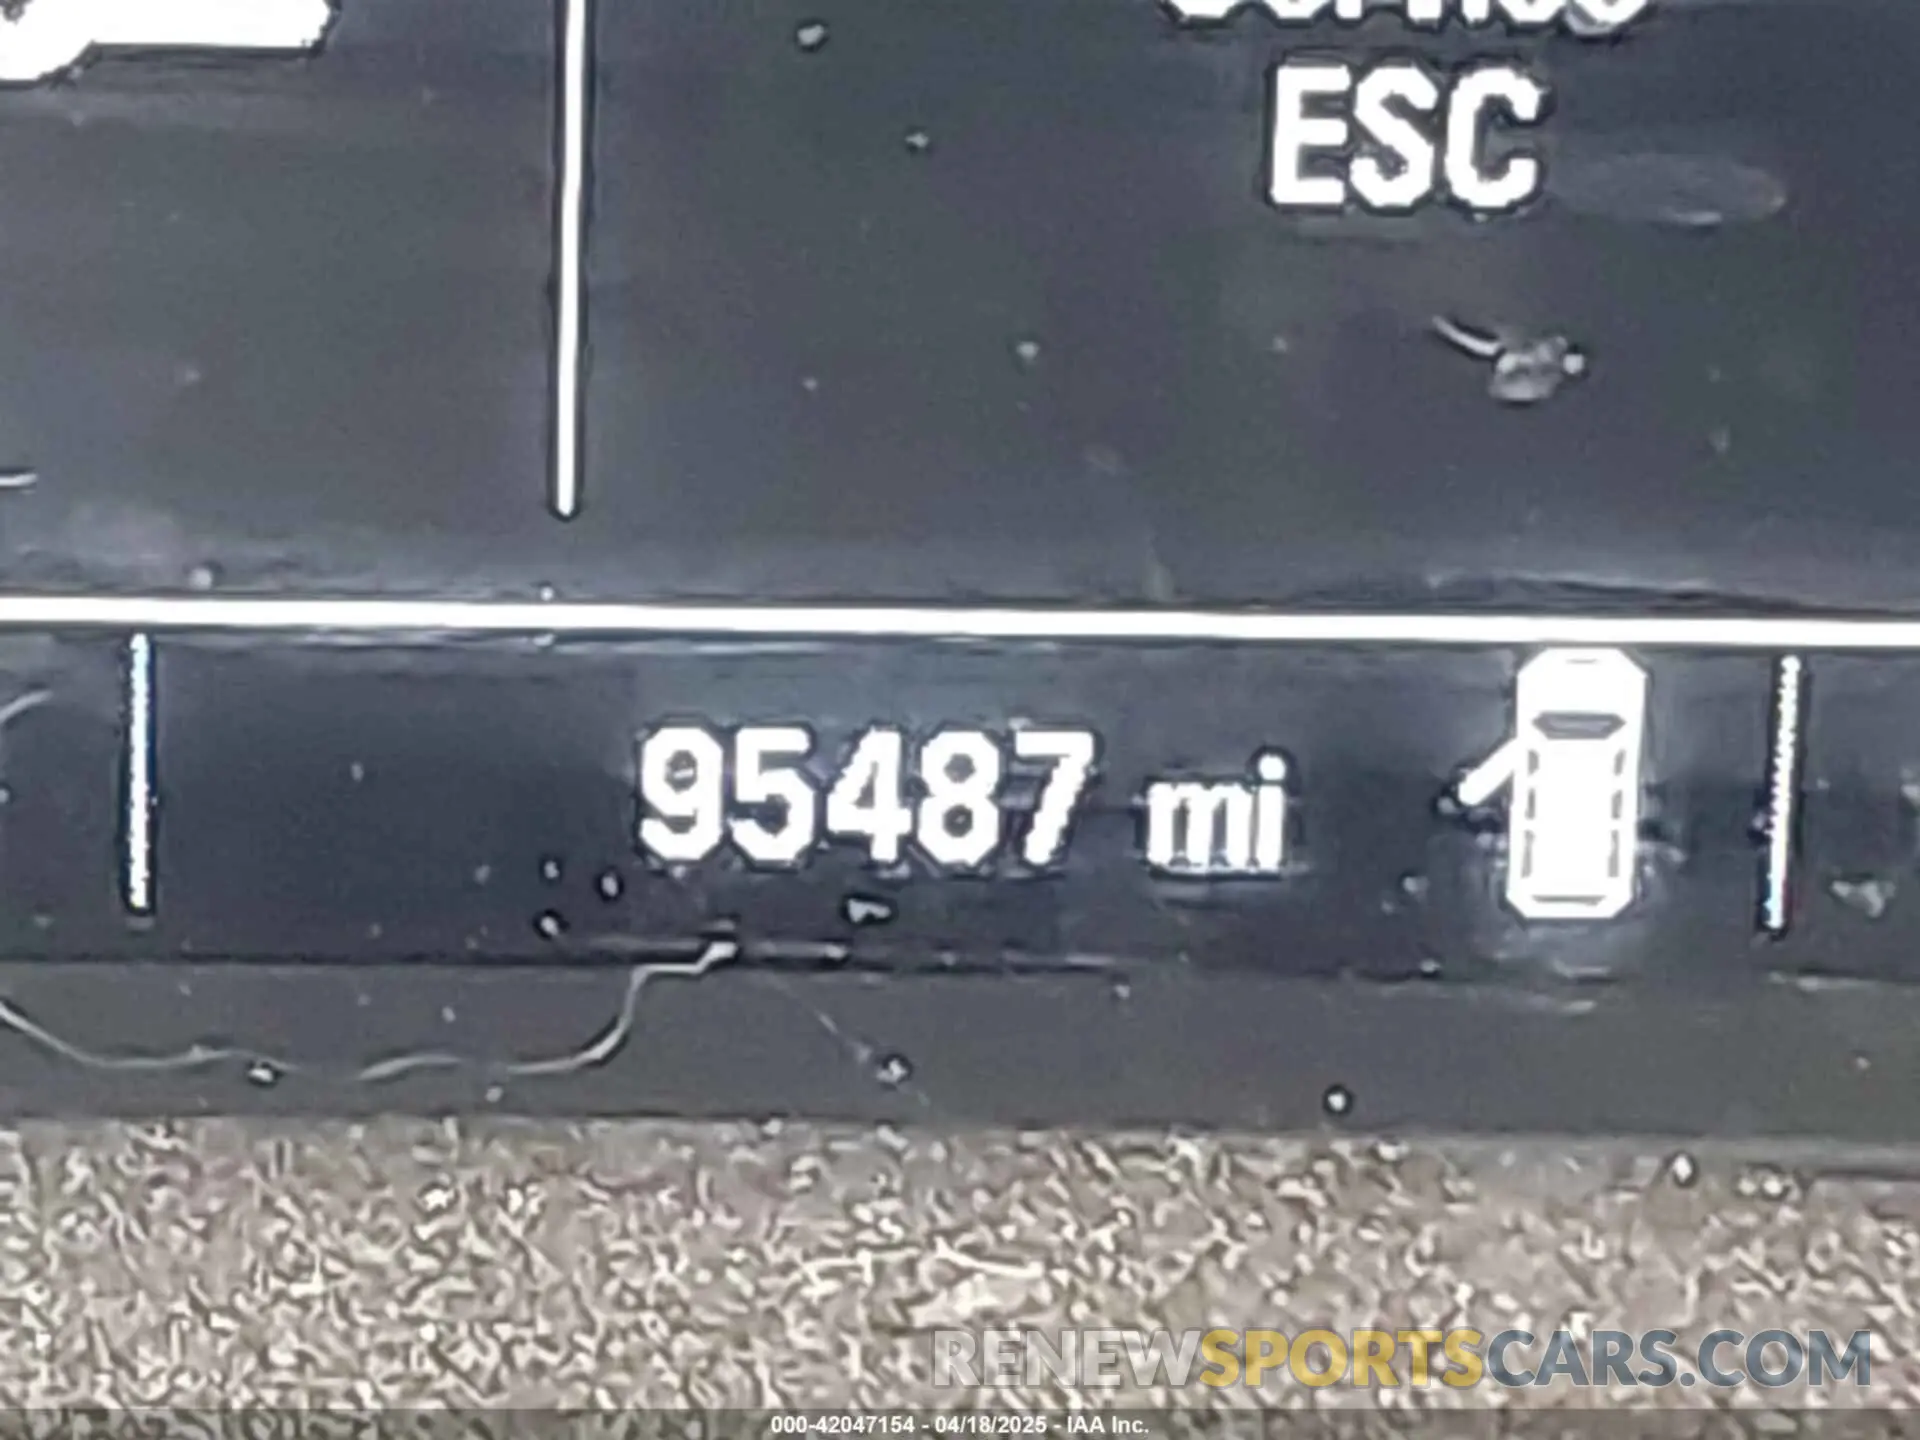 ESC
95487 mi
RENEWSPORTSCARS.COM
000-42047154 - 04/18/2025 - IAA Inc.